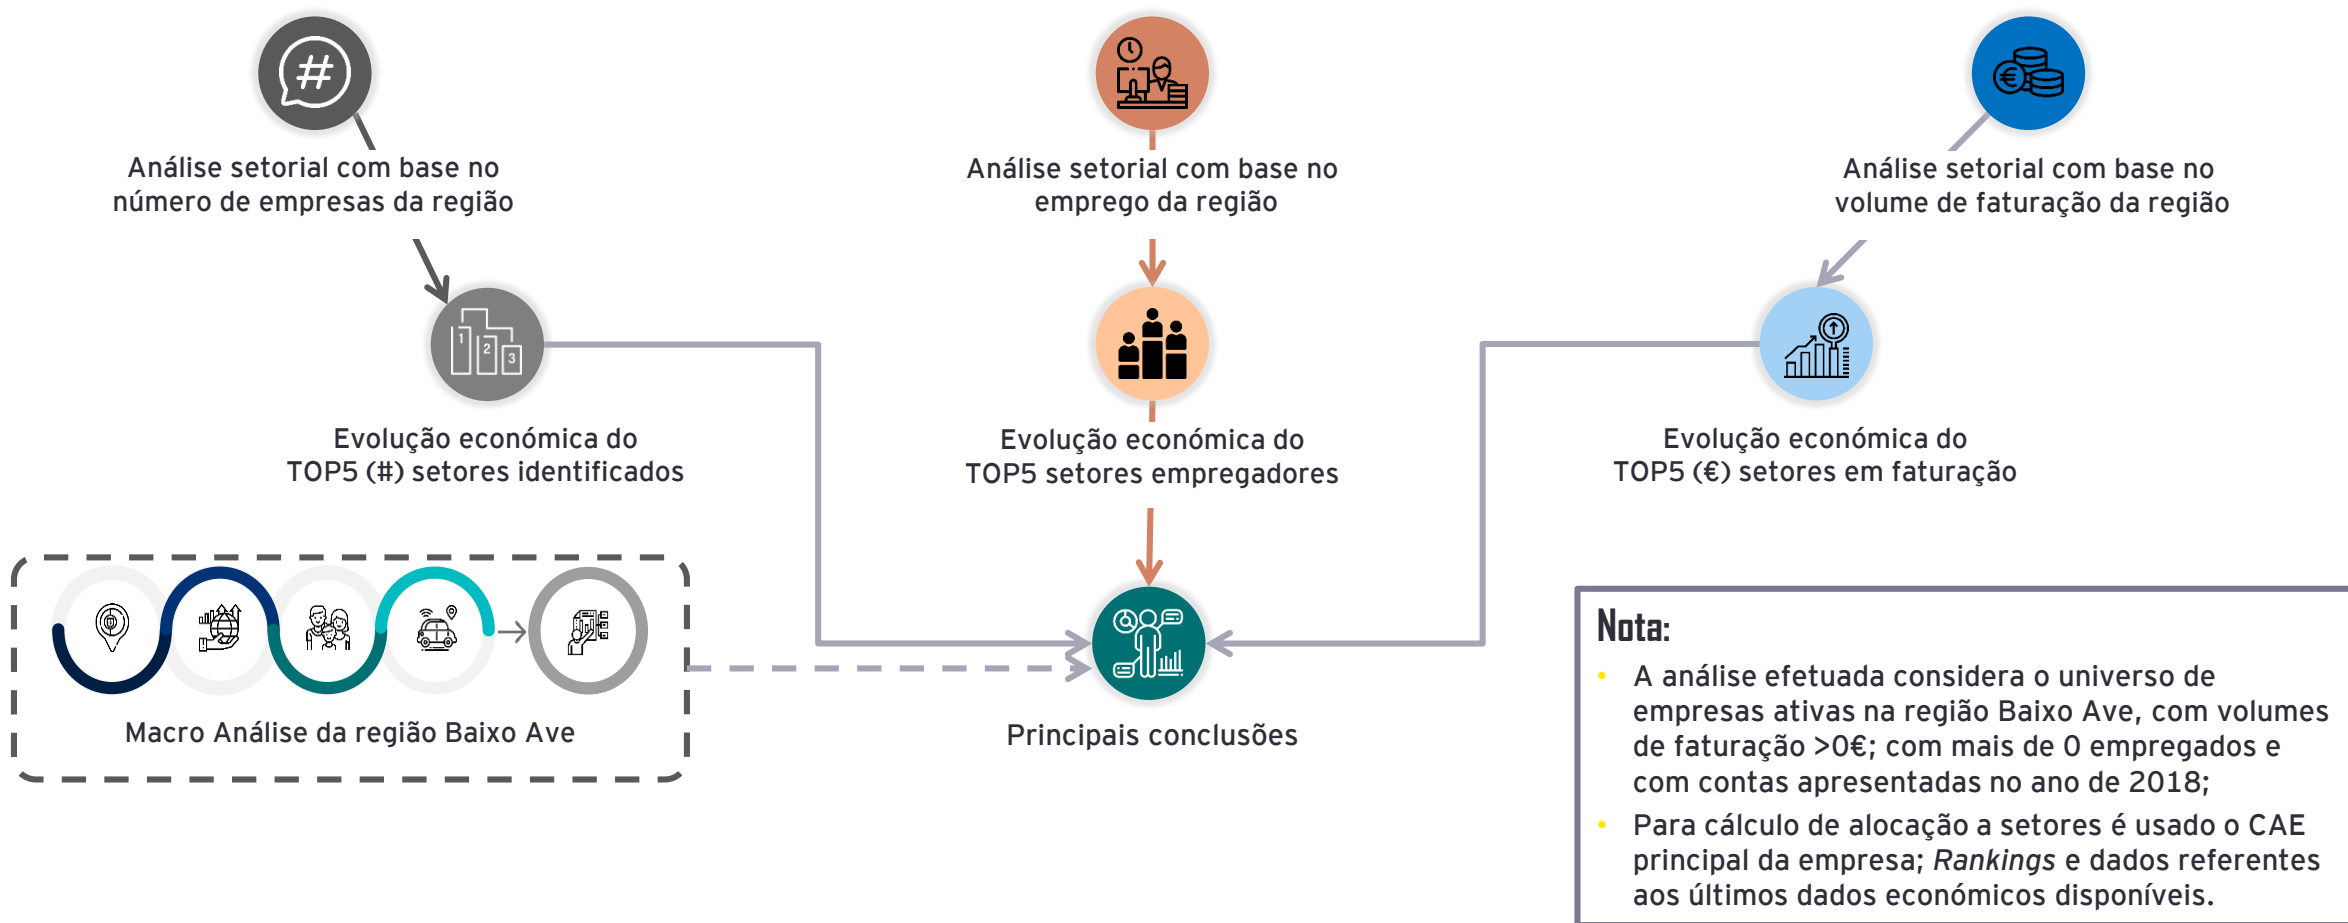 #
€
Análise setorial com base no
número de empresas da região
Análise setorial com base no
emprego da região
Análise setorial com base no
volume de faturação da região
1
2
3
Evolução económica do
TOP5 (#) setores identificados
Evolução económica do
TOP5 setores empregadores
Evolução económica do
TOP5 (€) setores em faturação
Macro Análise da região Baixo Ave
Principais conclusões
Nota:
• A análise efetuada considera o universo de
empresas ativas na região Baixo Ave, com volumes
de faturação >0€; com mais de 0 empregados e
com contas apresentadas no ano de 2018;
• Para cálculo de alocação a setores é usado o CAE
principal da empresa; Rankings e dados referentes
aos últimos dados económicos disponíveis.